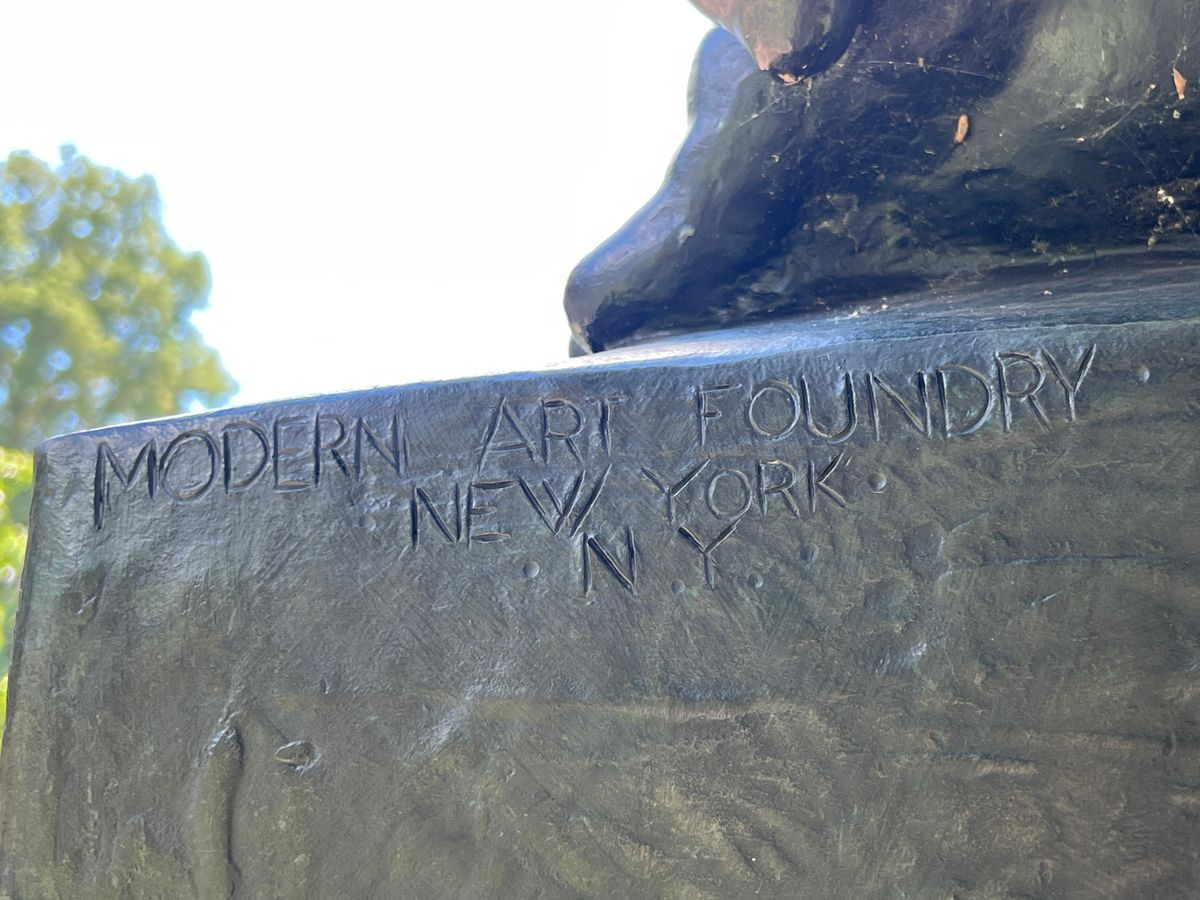 MODERN ART FOUNDRY
NEW YORK.
. N.Y.